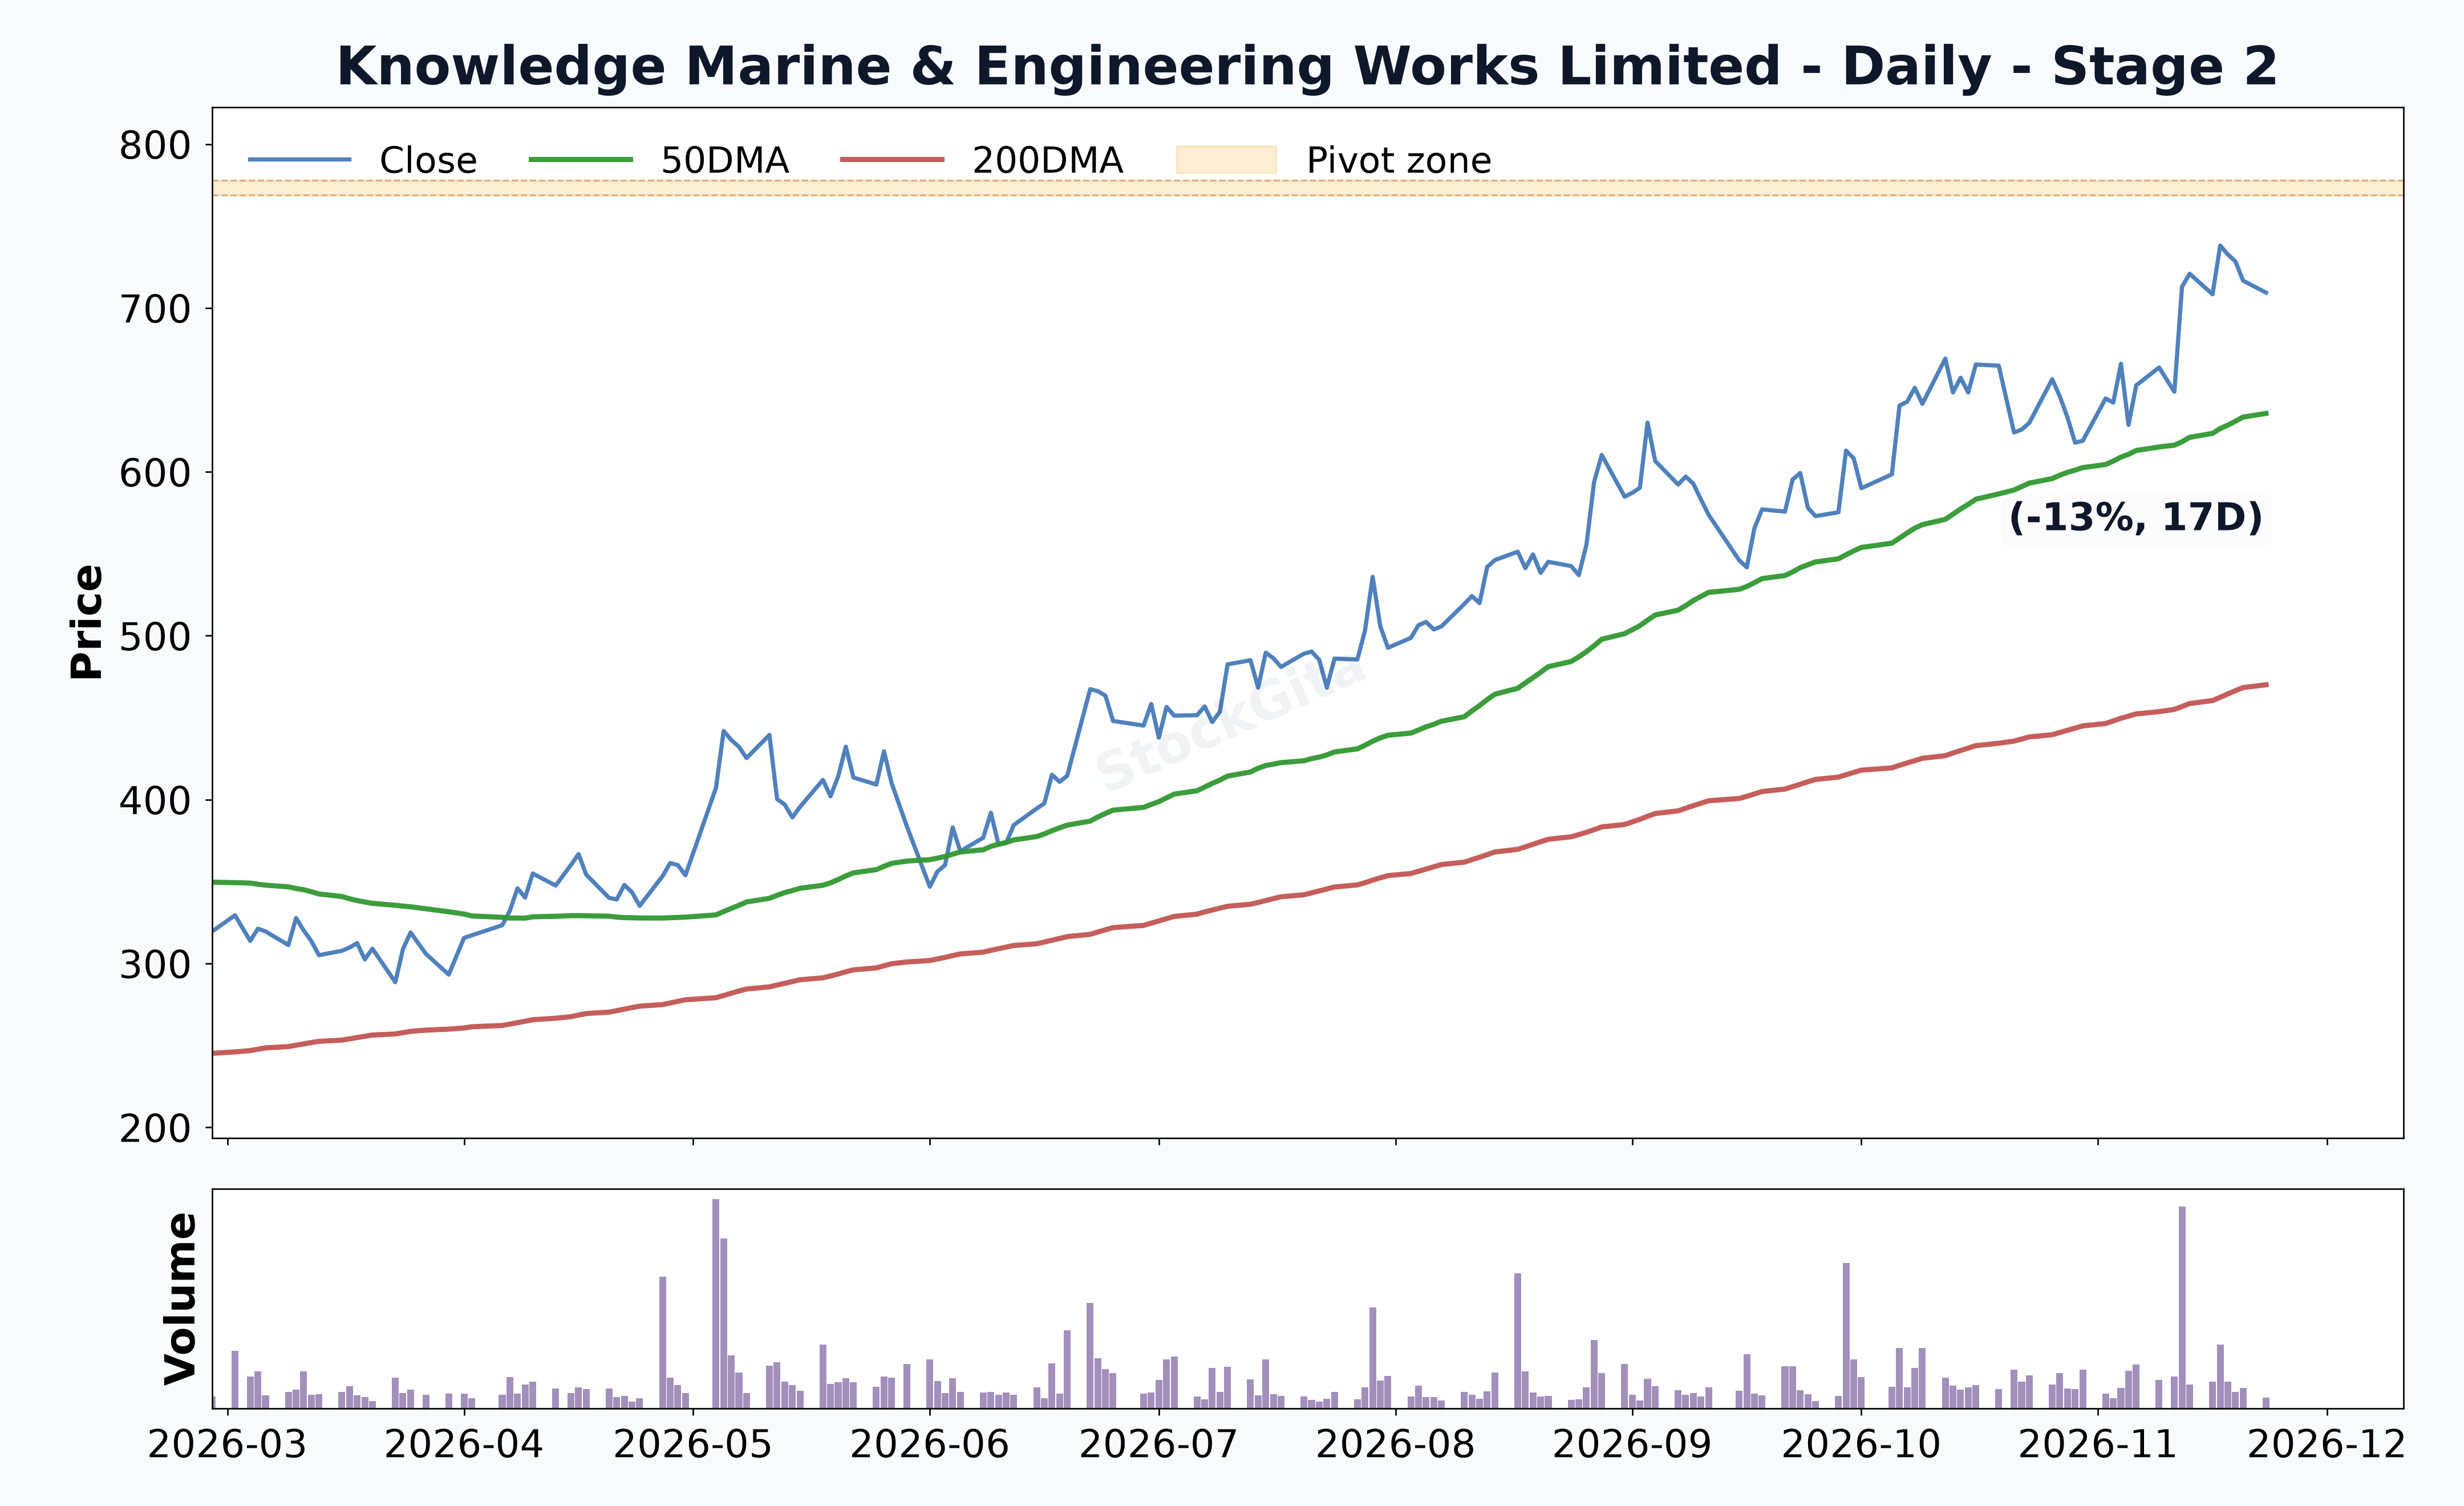 Knowledge Marine & Engineering Works Limited - Daily - Stage 2
Close 50DMA 200DMA Pivot zone
800
700
600
500
400
300
200
Price
(-13%, 17D)
StockGita
Volume
2026-03 2026-04 2026-05 2026-06 2026-07 2026-08 2026-09 2026-10 2026-11 2026-12